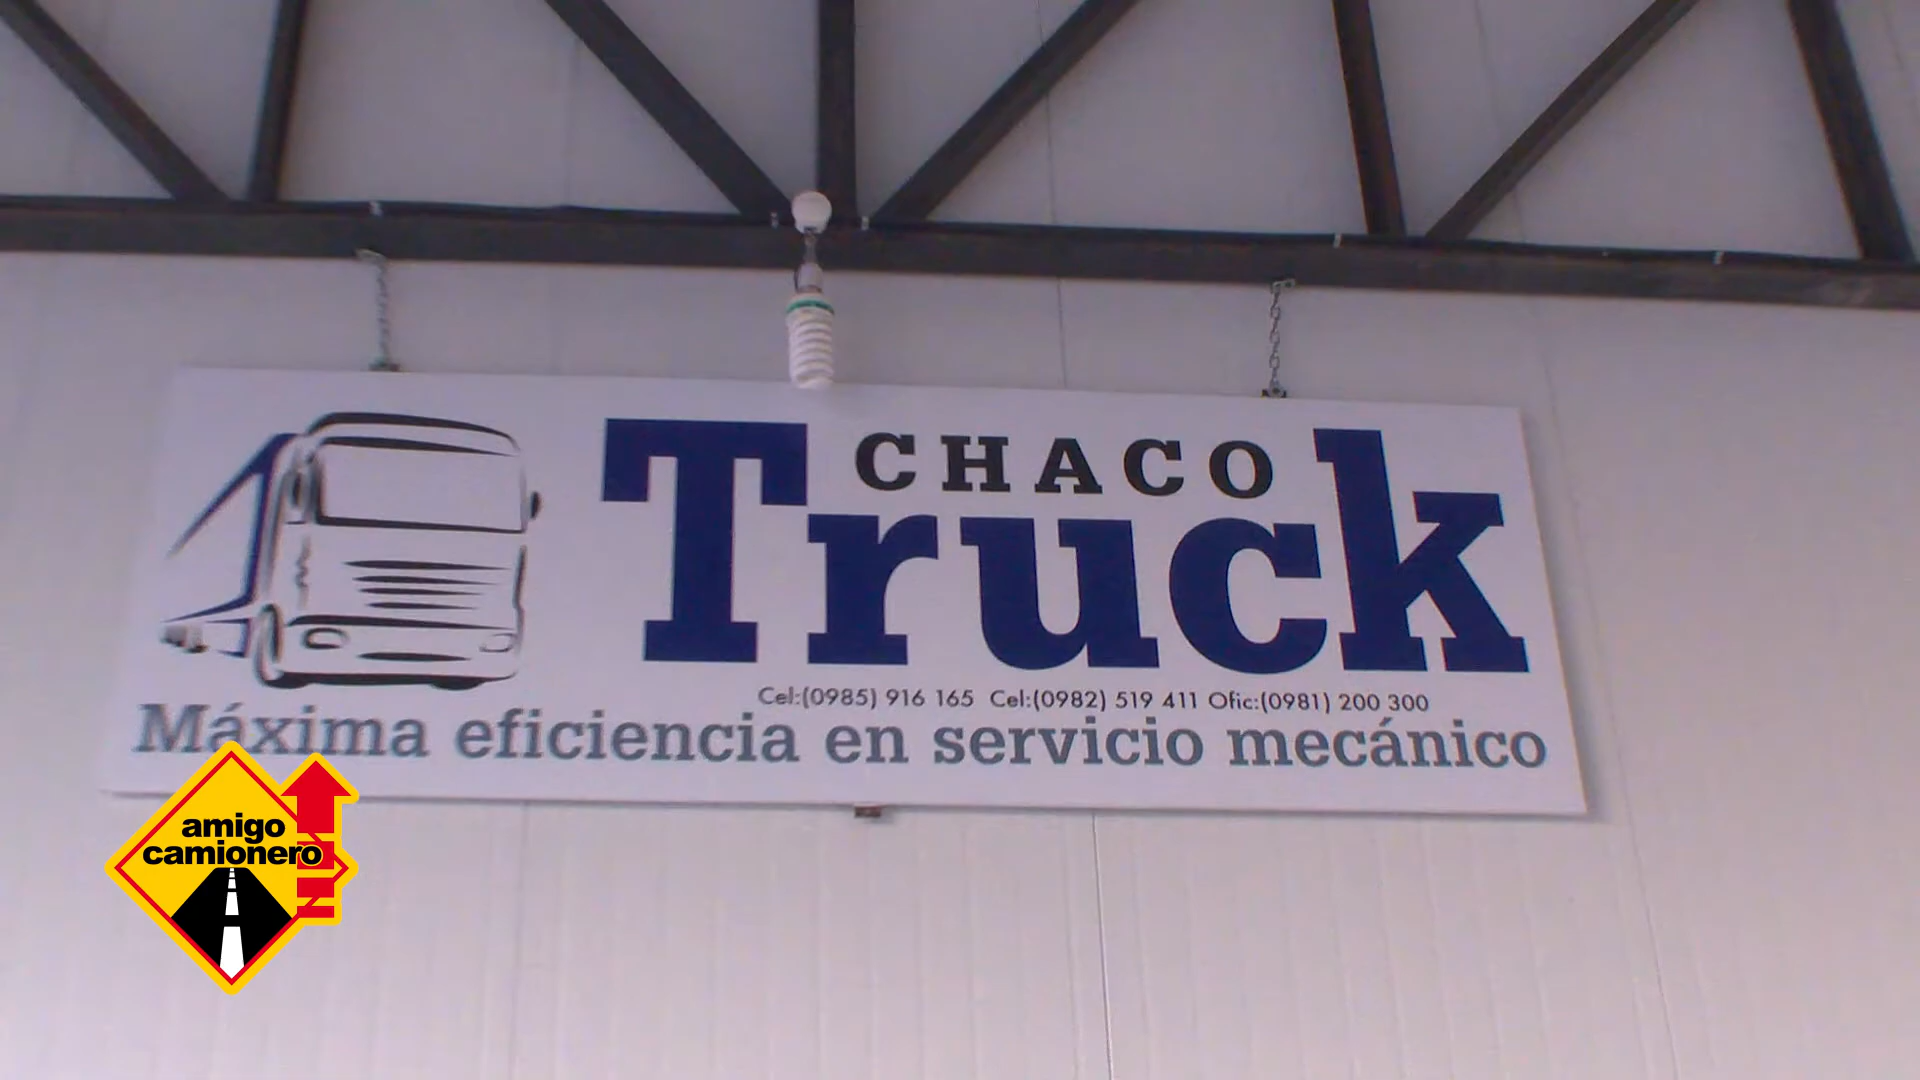 CHACO
Truck
Cel:(0985) 916 165 Cel:(0982) 519 411 Ofic:(0981) 200 300
Máxima eficiencia en servicio mecánico
amigo
camionero